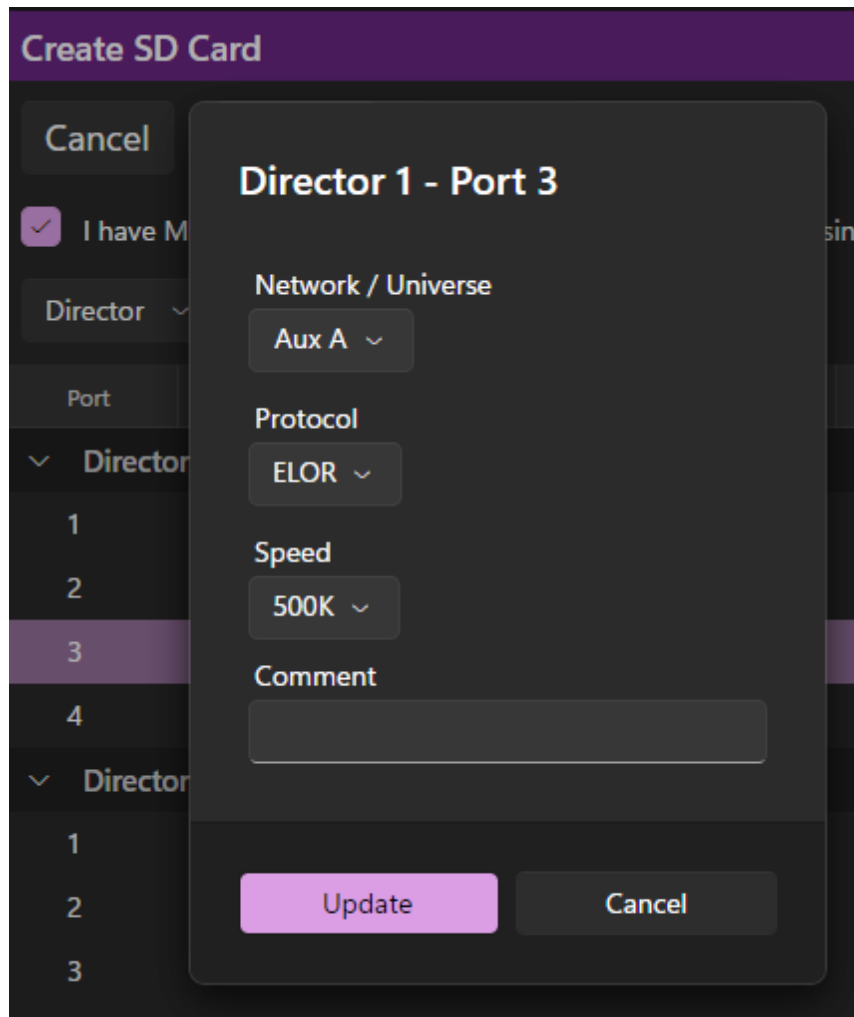 Create SD Card
Cancel
Director 1 - Port 3
I have M
sin
Network / Universe
Director
Aux A
Port
Protocol
Director
ELOR
1
Speed
2
500K
3
Comment
4
Director
1
2
Update
Cancel
3